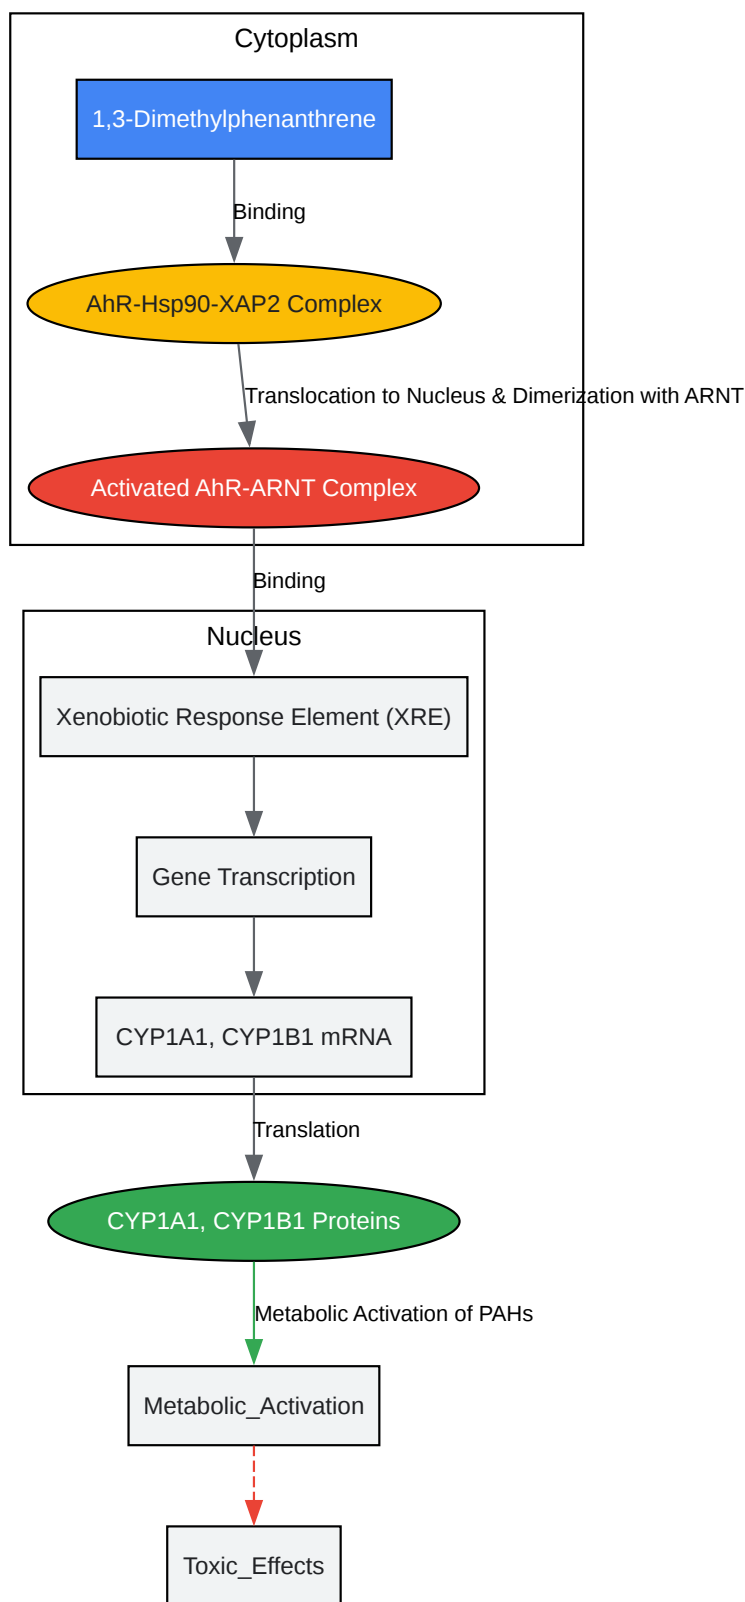 Cytoplasm
1,3-Dimethylphenanthrene
Binding
AhR-Hsp90-XAP2 Complex
Translocation to Nucleus & Dimerization with ARNT
Activated AhR-ARNT Complex
Binding
Nucleus
Xenobiotic Response Element (XRE)
Gene Transcription
CYP1A1, CYP1B1 mRNA
Translation
CYP1A1, CYP1B1 Proteins
Metabolic Activation of PAHs
Metabolic_Activation
Toxic_Effects